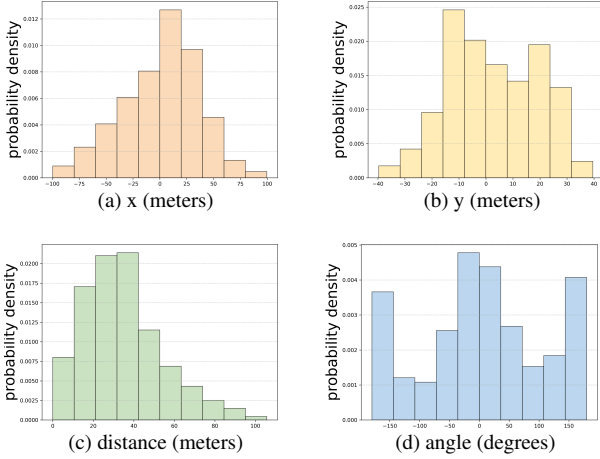 probability density
0.012
0.010
0.008
0.006
0.004
0.002
0.000
−100 −75 −50 −25 0 25 50 75 100
(a) x (meters)
probability density
0.025
0.020
0.015
0.010
0.005
0.000
−40 −30 −20 −10 0 10 20 30 40
(b) y (meters)
probability density
0.0200
0.0175
0.0150
0.0125
0.0100
0.0075
0.0050
0.0025
0.0000
0 20 40 60 80 100
(c) distance (meters)
probability density
0.005
0.004
0.003
0.002
0.001
0.000
−150 −100 −50 0 50 100 150
(d) angle (degrees)